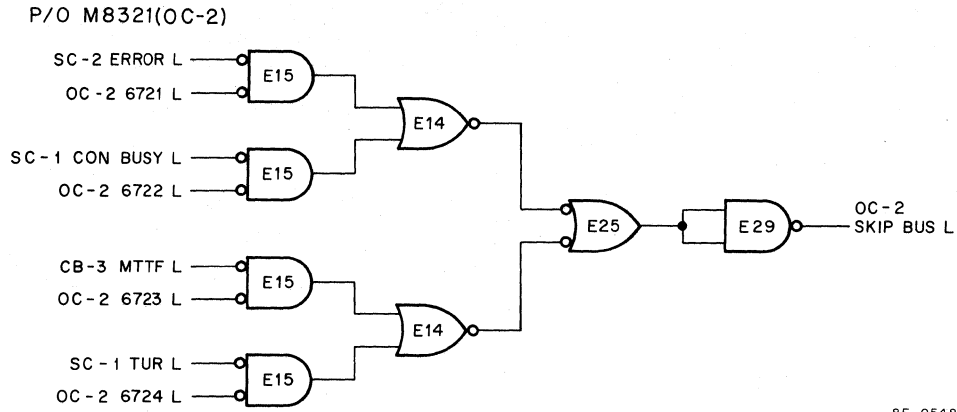 P/O M8321(OC-2)
SC-2 ERROR L
OC-2 6721 L
E15
E14
SC-1 CON BUSY L
OC-2 6722 L
E15
E25
E29
OC-2
SKIP BUS L
CB-3 MTTF L
OC-2 6723 L
E15
E14
SC-1 TUR L
OC-2 6724 L
E15